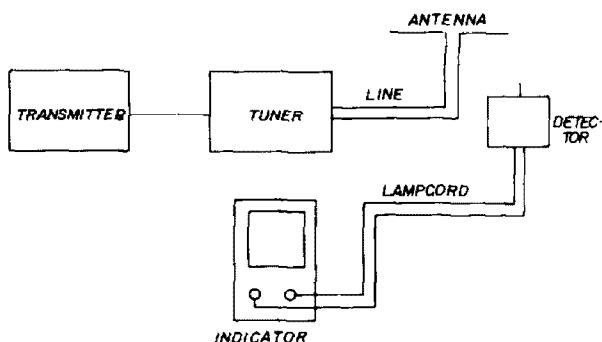 ANTENNA
TRANSMITTER
TUNER
LINE
DETEC-
TOR
LAMPCORD
INDICATOR